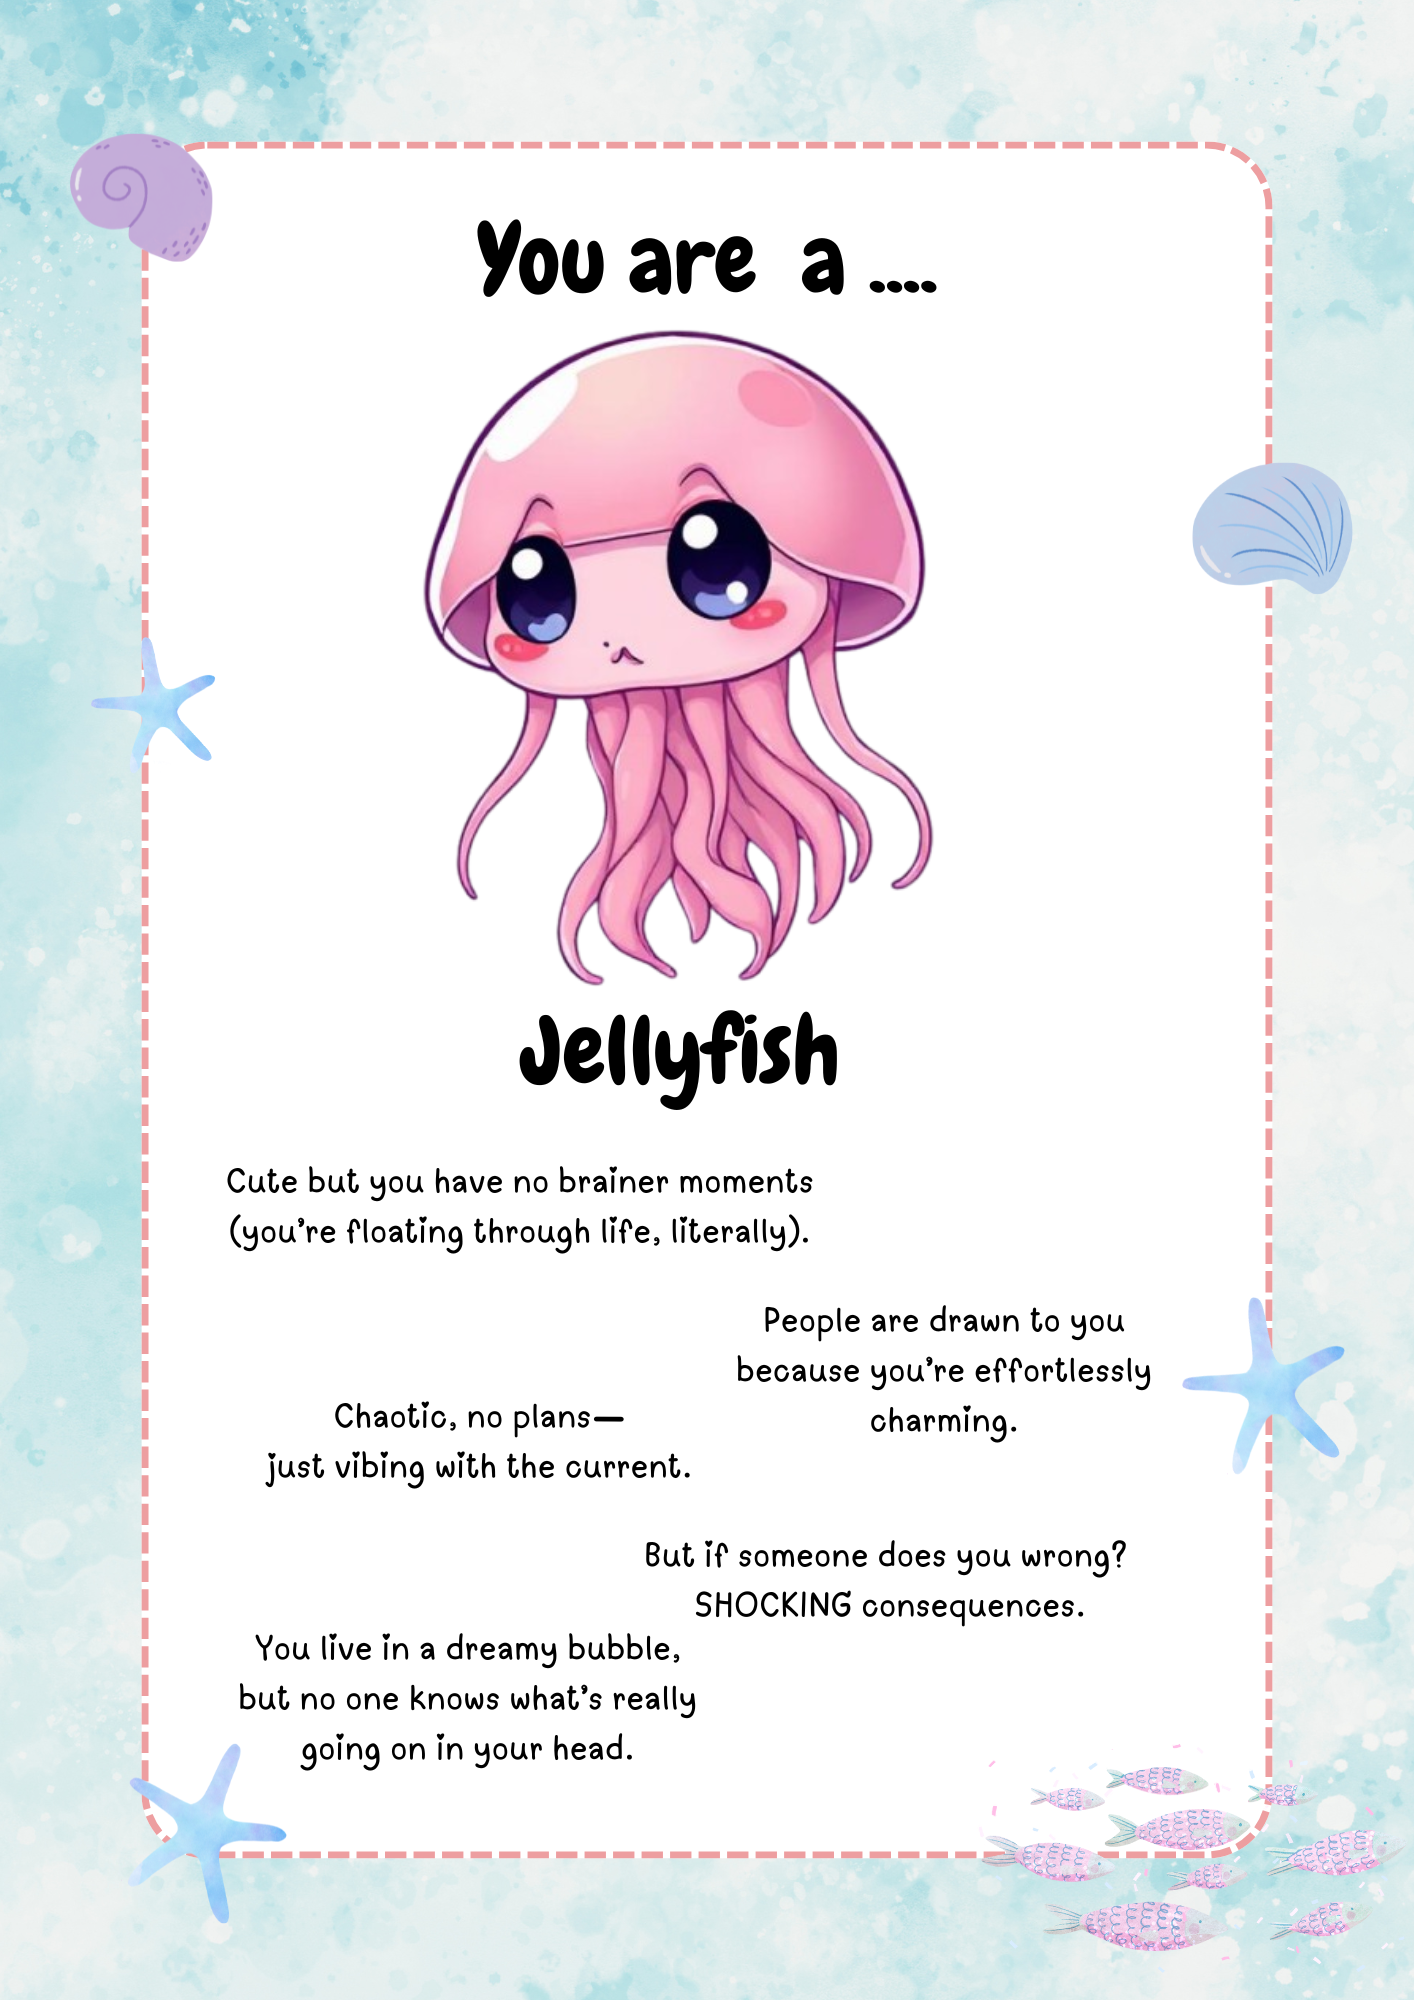 You are a ....
Jellyfish
Cute but you have no brainer moments
(you're floating through life, literally).
People are drawn to you
because you're effortlessly
charming.
Chaotic, no plans—
just vibing with the current.
But if someone does you wrong?
SHOCKING consequences.
You live in a dreamy bubble,
but no one knows what's really
going on in your head.